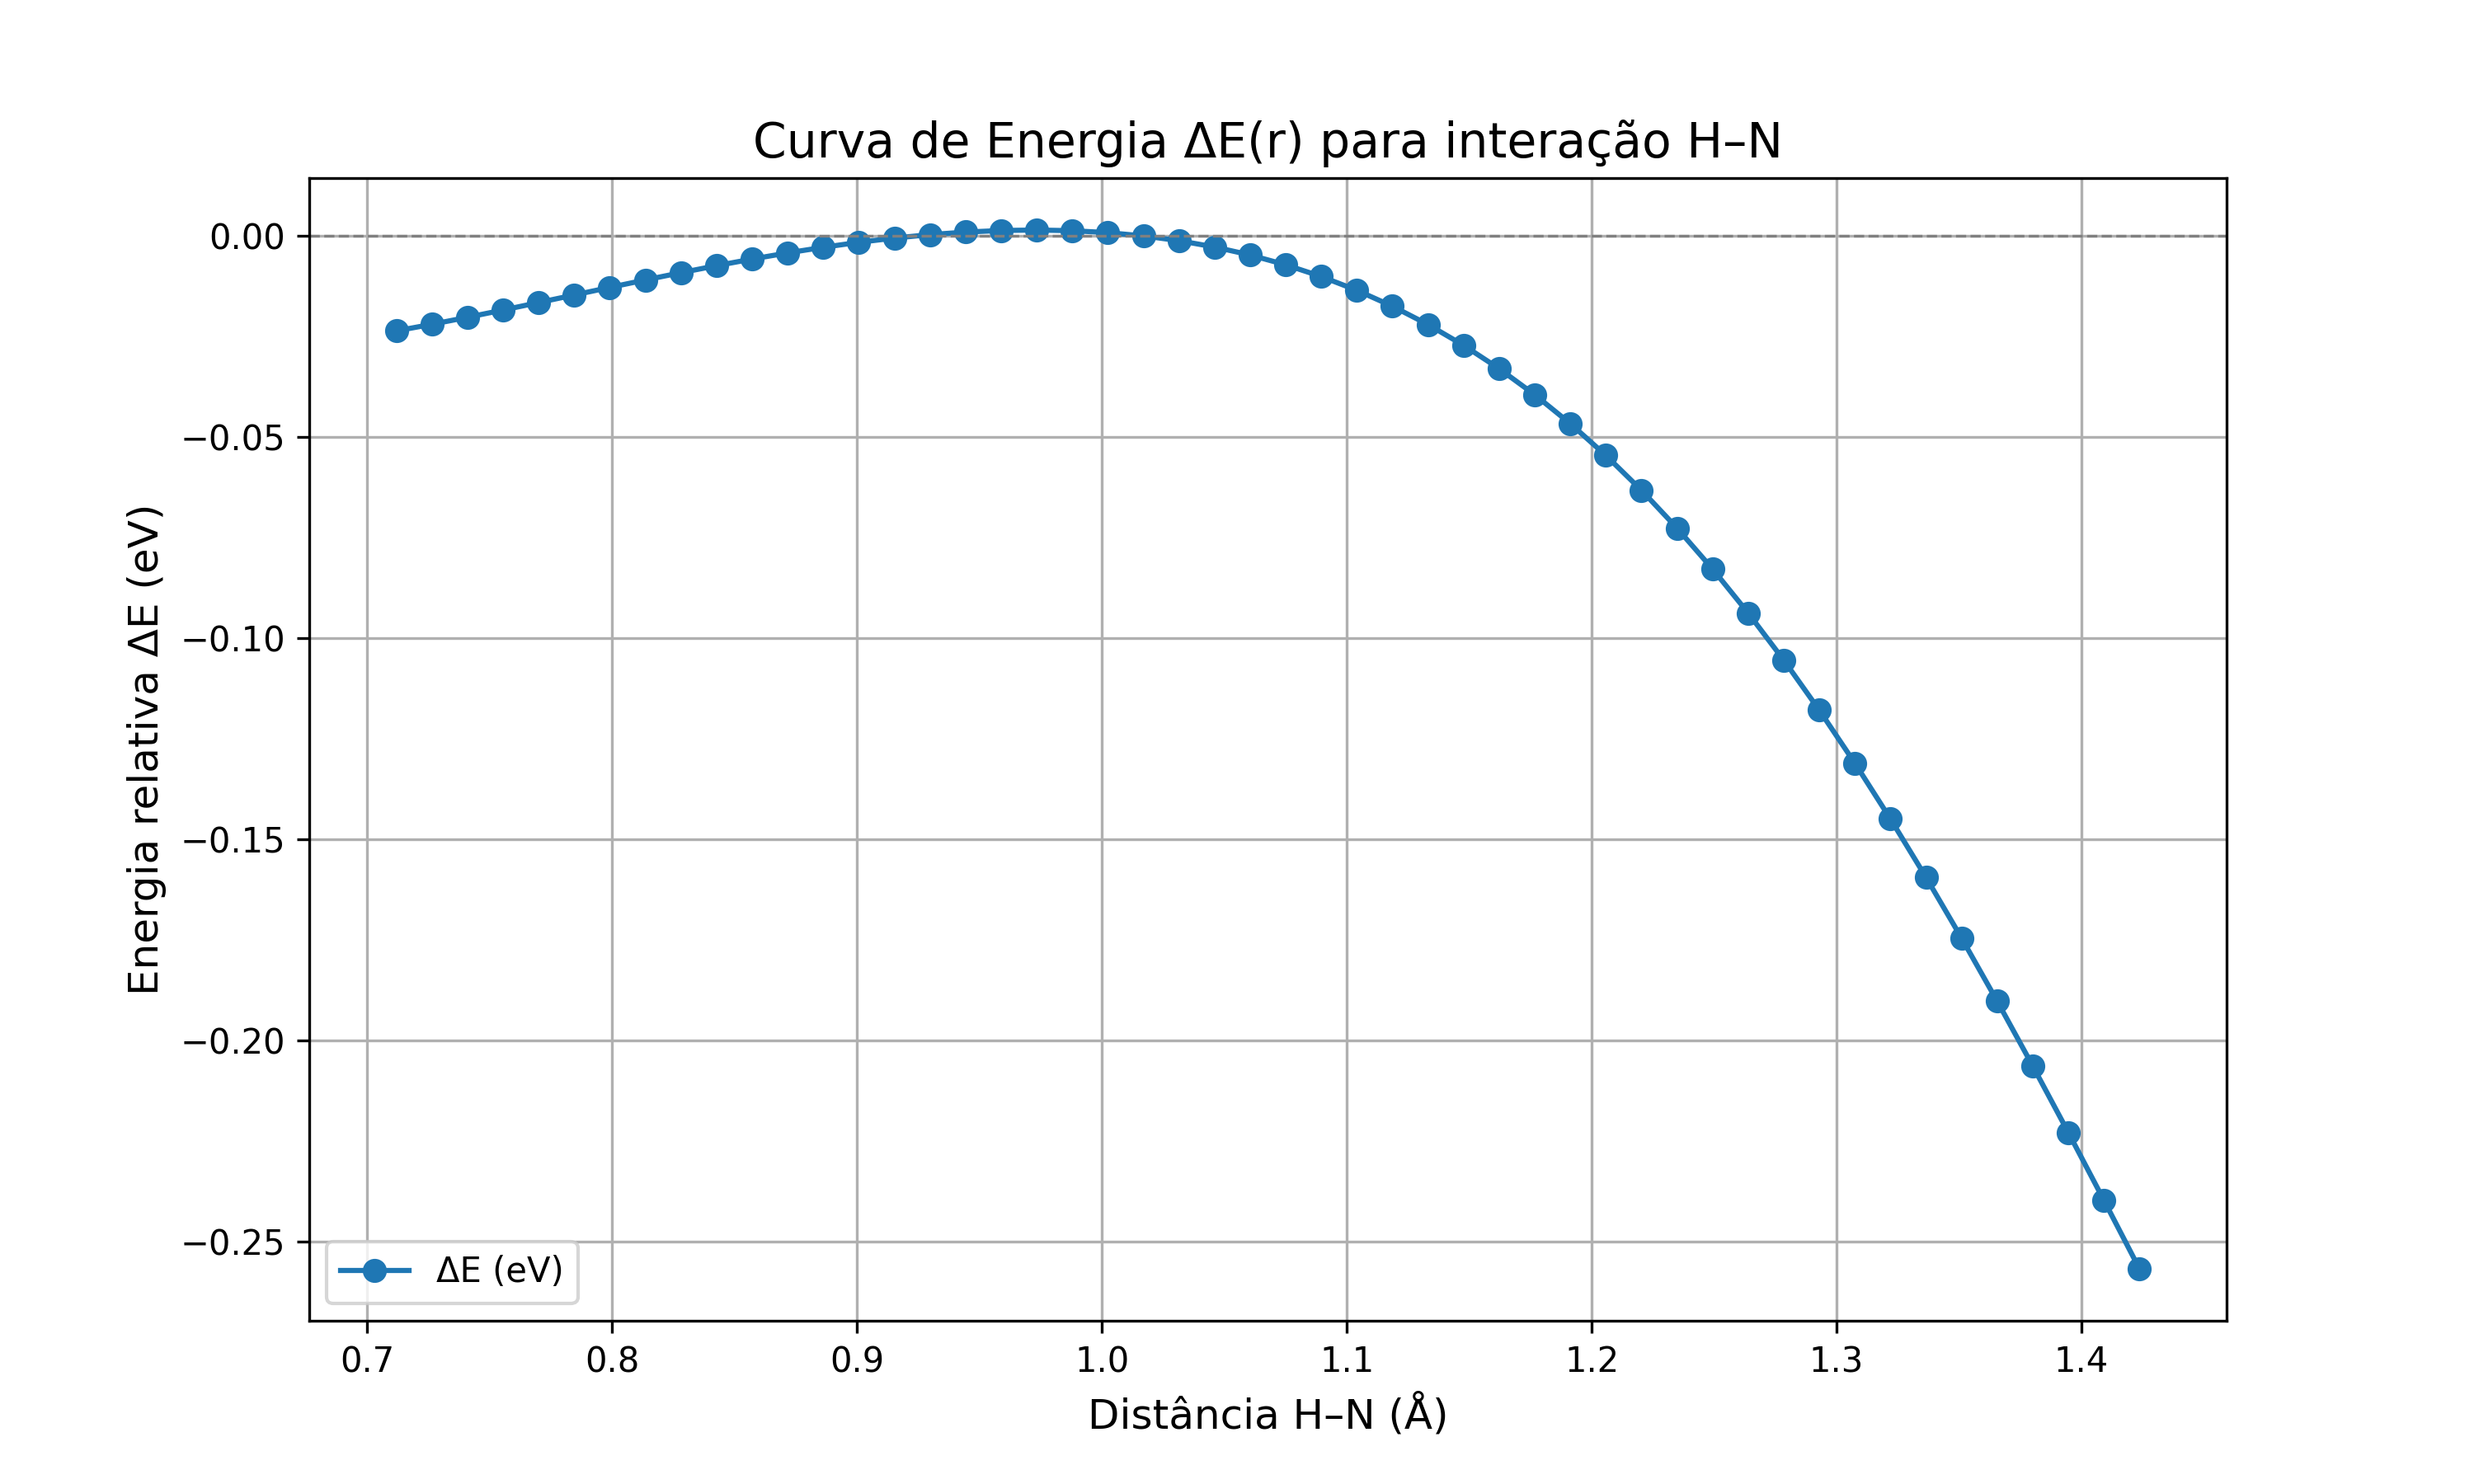 Curva de Energia ΔE(r) para interação H–N
Energia relativa ΔE (eV)
0.00
−0.05
−0.10
−0.15
−0.20
−0.25
ΔE (eV)
0.7 0.8 0.9 1.0 1.1 1.2 1.3 1.4
Distância H–N (Å)